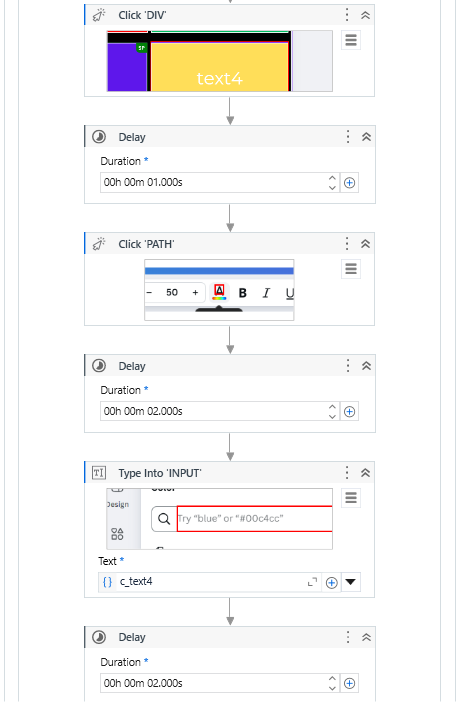 Click 'DIV'
SP
text4
Delay
Duration *
00h 00m 01.000s
Click 'PATH'
− 50 + A B I U
Delay
Duration *
00h 00m 02.000s
TI Type Into 'INPUT'
Color
Design
Try "blue" or "#00c4cc"
Text *
{ } c_text4
Delay
Duration *
00h 00m 02.000s